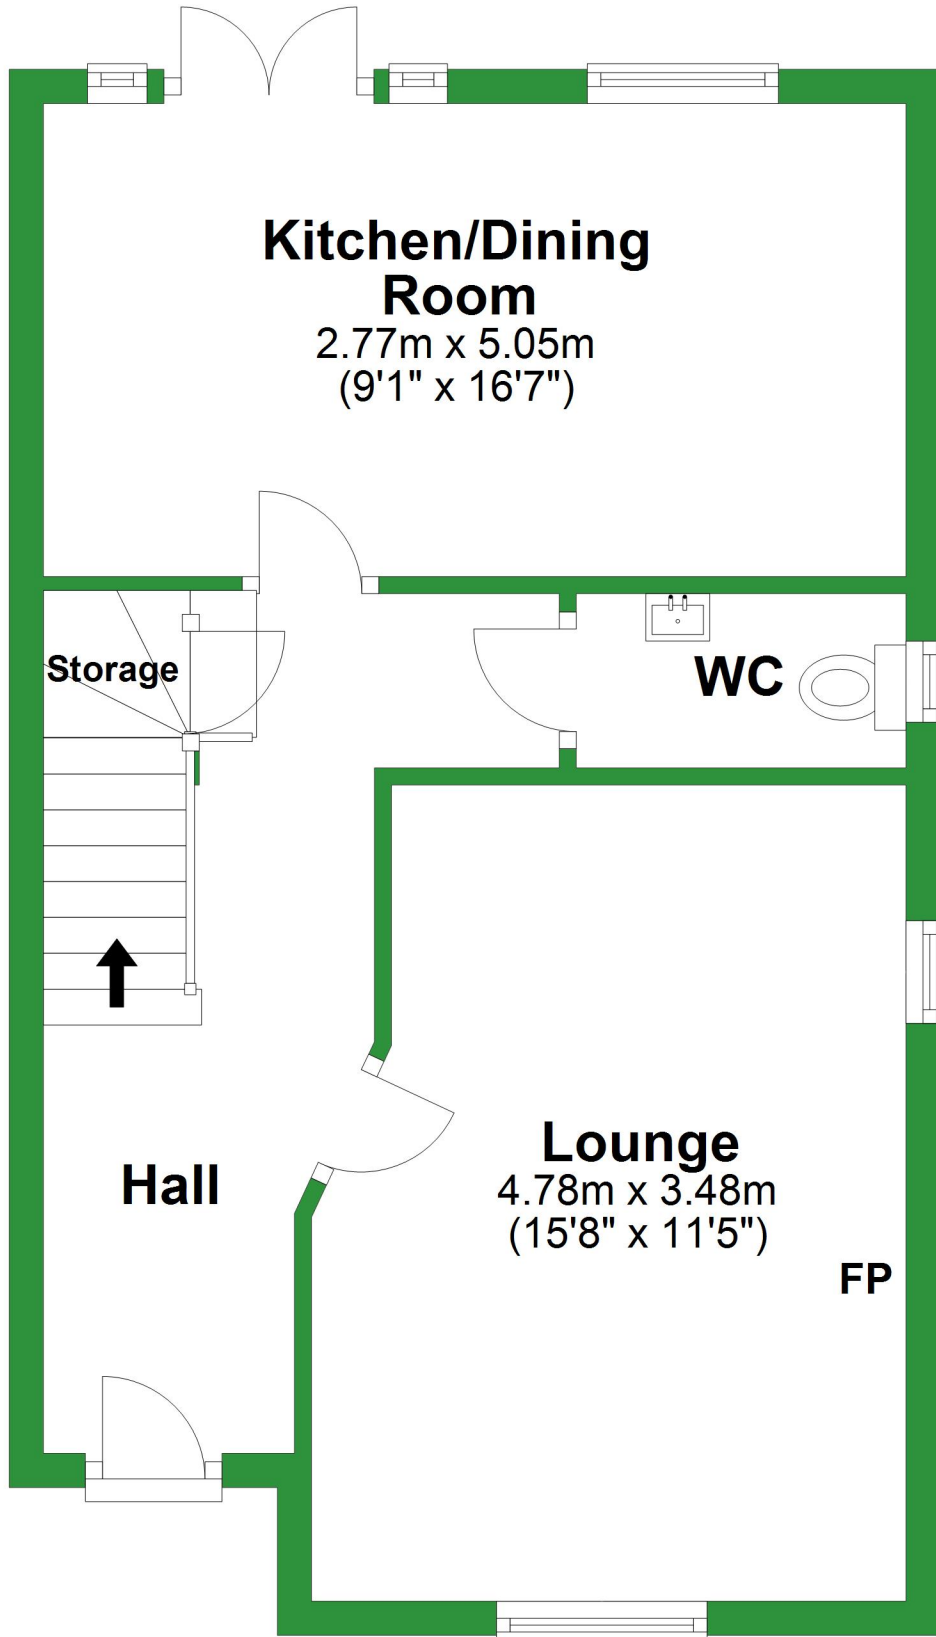 Kitchen/Dining
Room
2.77m x 5.05m
(9'1" x 16'7")
Storage
WC
Lounge
4.78m x 3.48m
(15'8" x 11'5")
Hall
FP